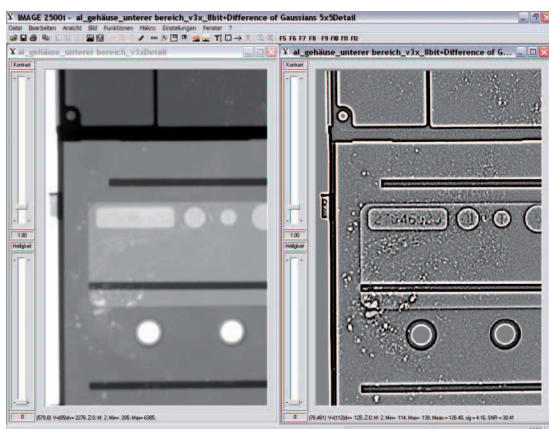 IMAGE Z500i - al_gehäuse_unterer bereich_v3x_8bit+Difference of Gaussians 5x5Detail
Datei Bearbeiten Ansicht Bild Funktionen Makro Einstellungen Fenster ?
F5 F6 F7 F8 F9 F10 F11 F12
al_gehäuse_unterer bereich_v3xDetail
al_gehäuse_unterer bereich_v3x_8bit+Difference of G...
Kontrast
Kontrast
1.00
1.00
Helligkeit
Helligkeit
0
0